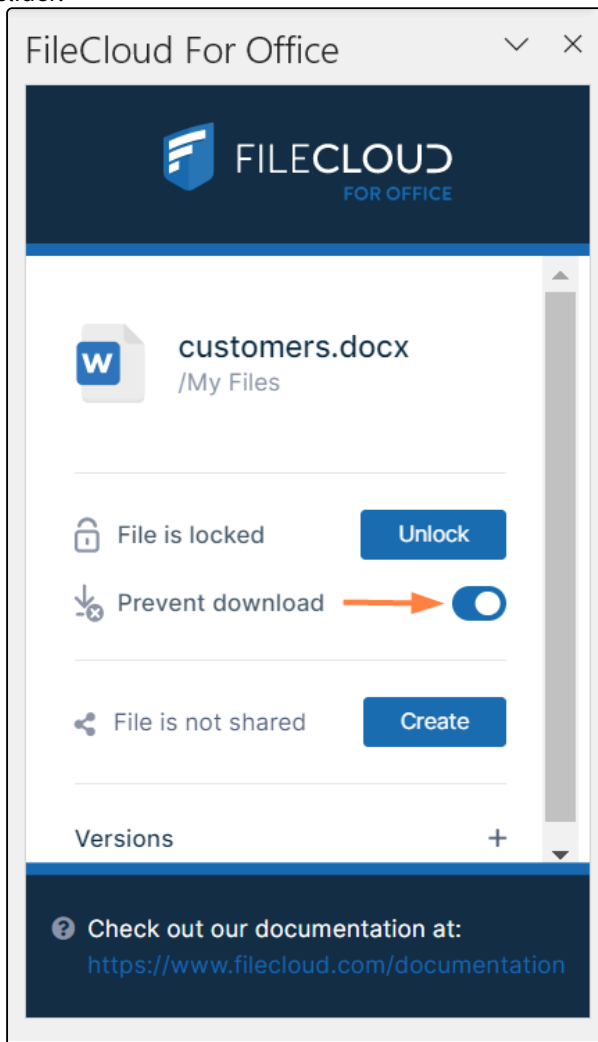 FileCloud For Office
FILECLOUD
FOR OFFICE
W
customers.docx
/My Files
File is locked
Unlock
Prevent download
File is not shared
Create
Versions
+
? Check out our documentation at:
https://www.filecloud.com/documentation